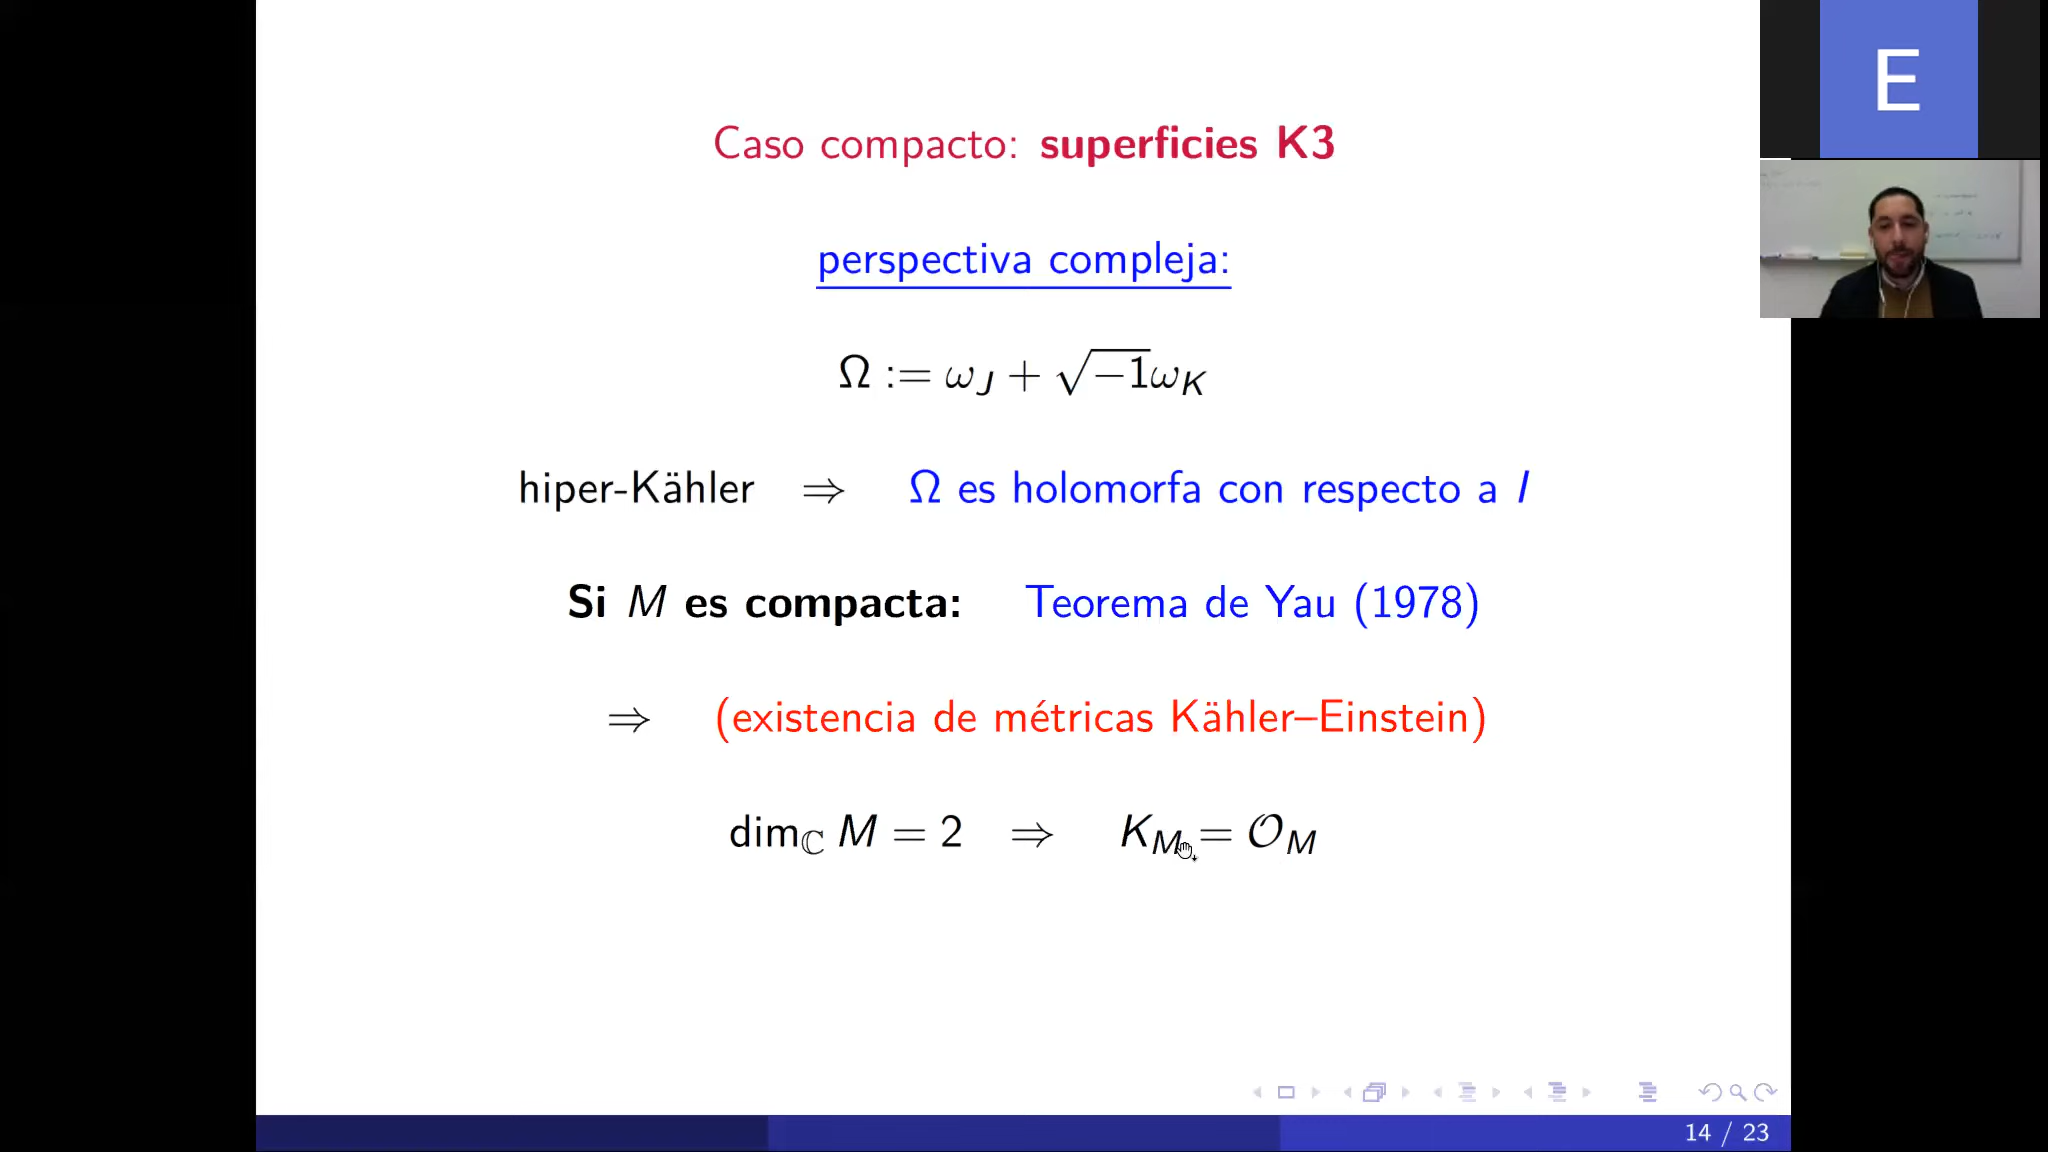 Caso compacto: superficies K3
perspectiva compleja:
Ω := ω_J + √−1ω_K
hiper-Kähler ⇒ Ω es holomorfa con respecto a I
Si M es compacta: Teorema de Yau (1978)
⇒ (existencia de métricas Kähler–Einstein)
dim_ℂ M = 2 ⇒ K_M = 𝒪_M
14 / 23
E